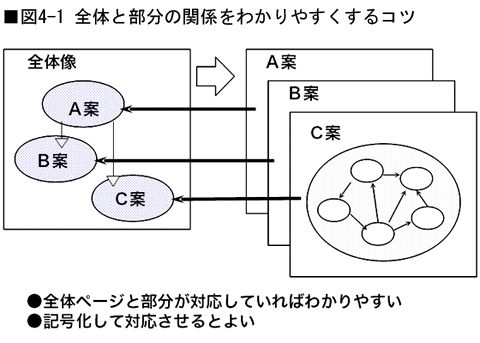 ■図4-1 全体と部分の関係をわかりやすくするコツ
全体像
A案
B案
C案
A案
B案
C案
●全体ページと部分が対応していればわかりやすい
●記号化して対応させるとよい